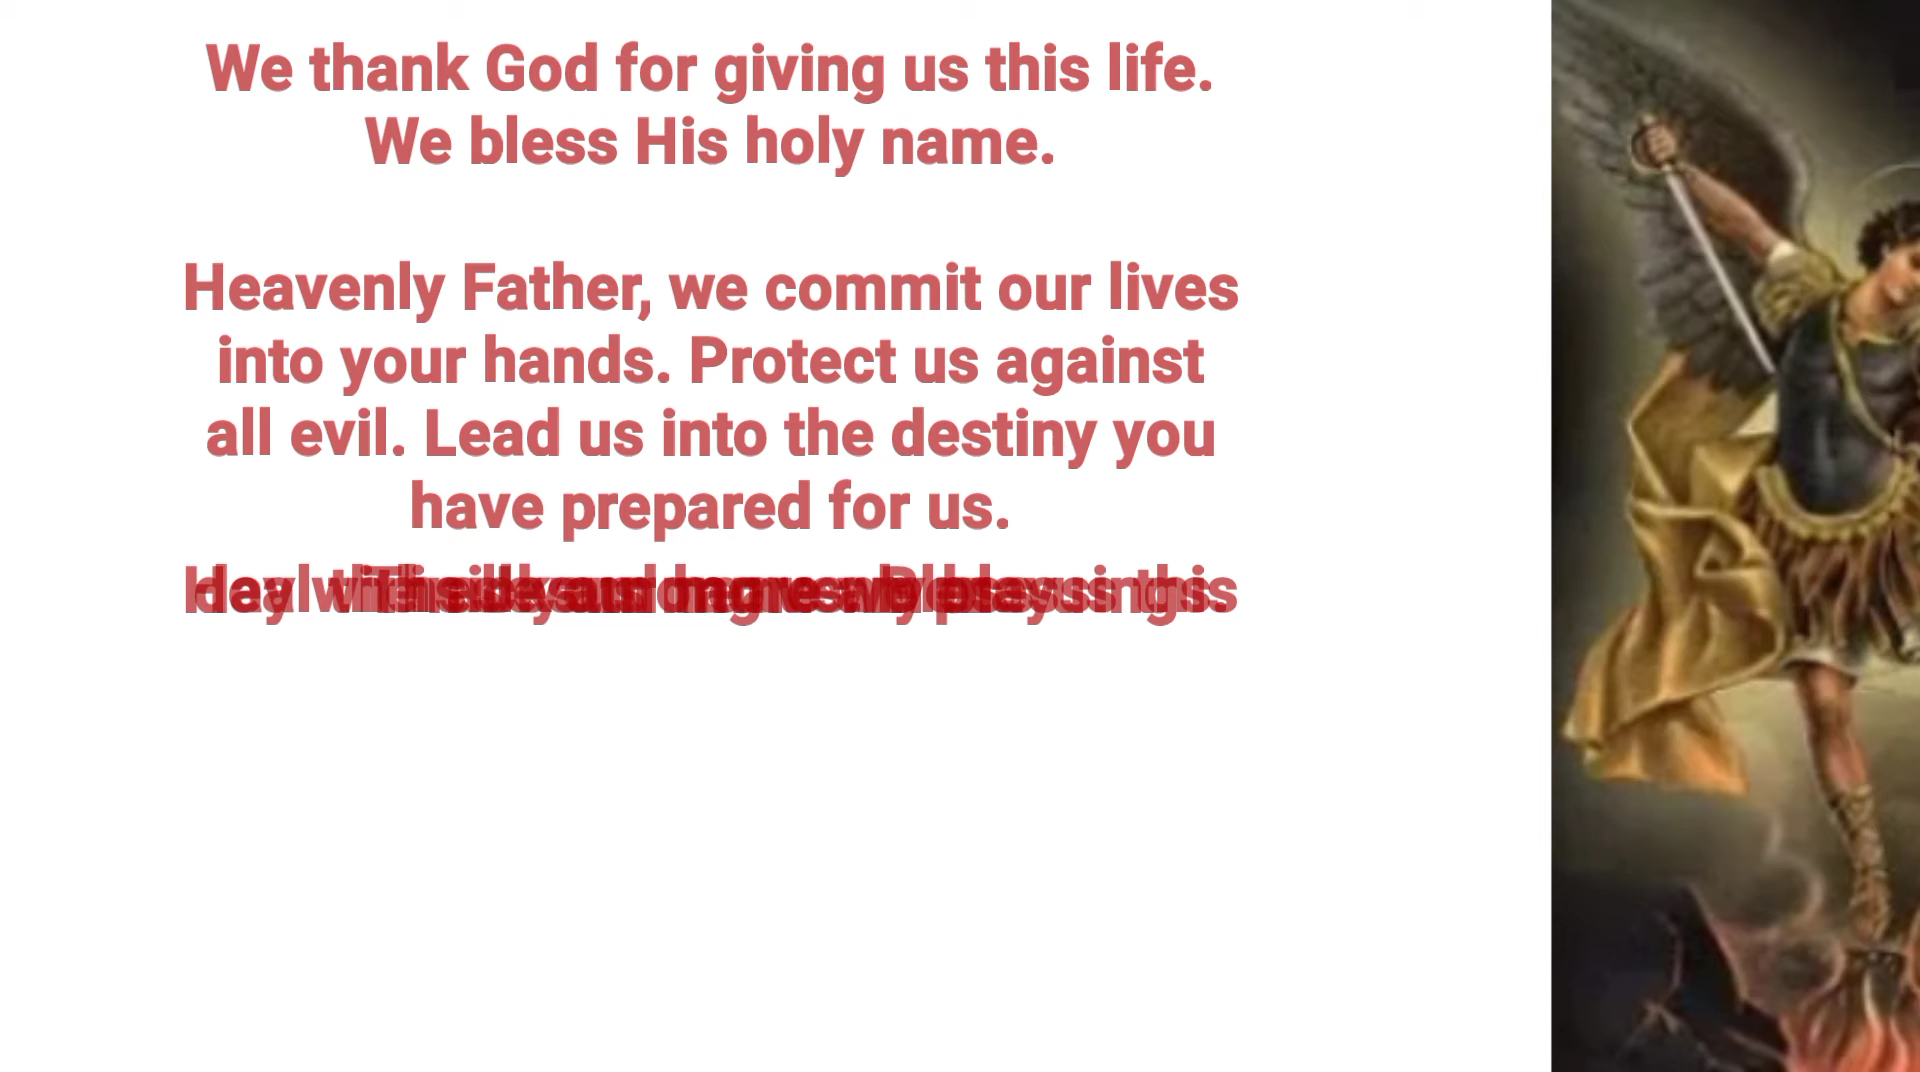 We thank God for giving us this life.
We bless His holy name.
Heavenly Father, we commit our lives
into your hands. Protect us against
all evil. Lead us into the destiny you
have prepared for us.